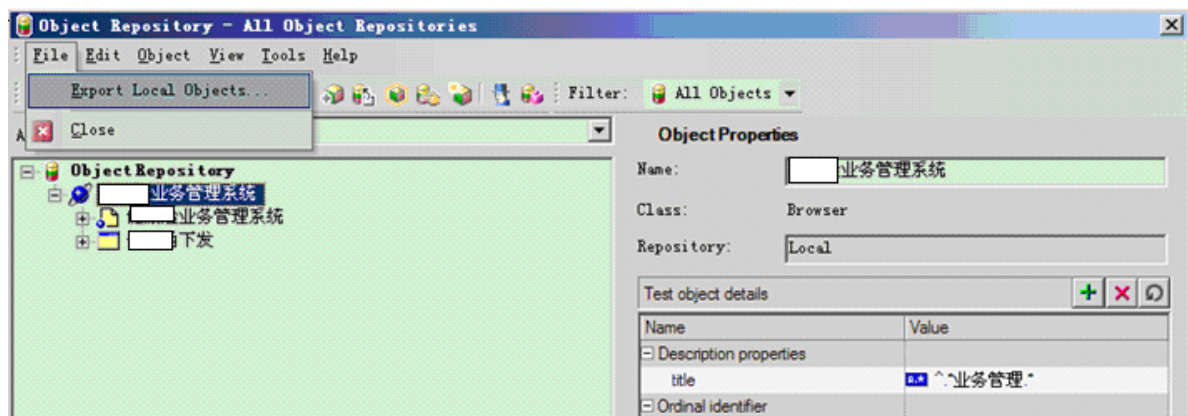 Object Repository - All Object Repositories
File Edit Object View Tools Help
Export Local Objects...
Filter: All Objects
A
Close
Object Properties
Object Repository
Name: 业务管理系统
业务管理系统
业务管理系统
Class: Browser
下发
Repository: Local
Test object details
Name Value
Description properties
title ^.*业务管理.*
Ordinal identifier